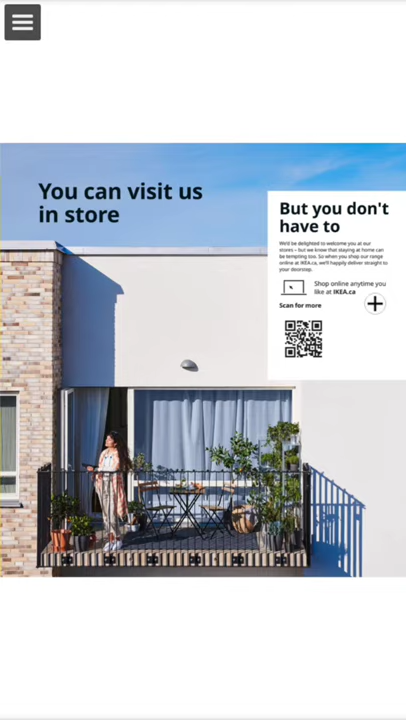 You can visit us
in store
But you don't
have to
We'd be delighted to welcome you at our
stores – but we know that staying at home can
be tempting too. So when you shop our range
online at IKEA.ca, we'll happily deliver straight to
your doorstep.
Shop online anytime you
like at IKEA.ca
Scan for more